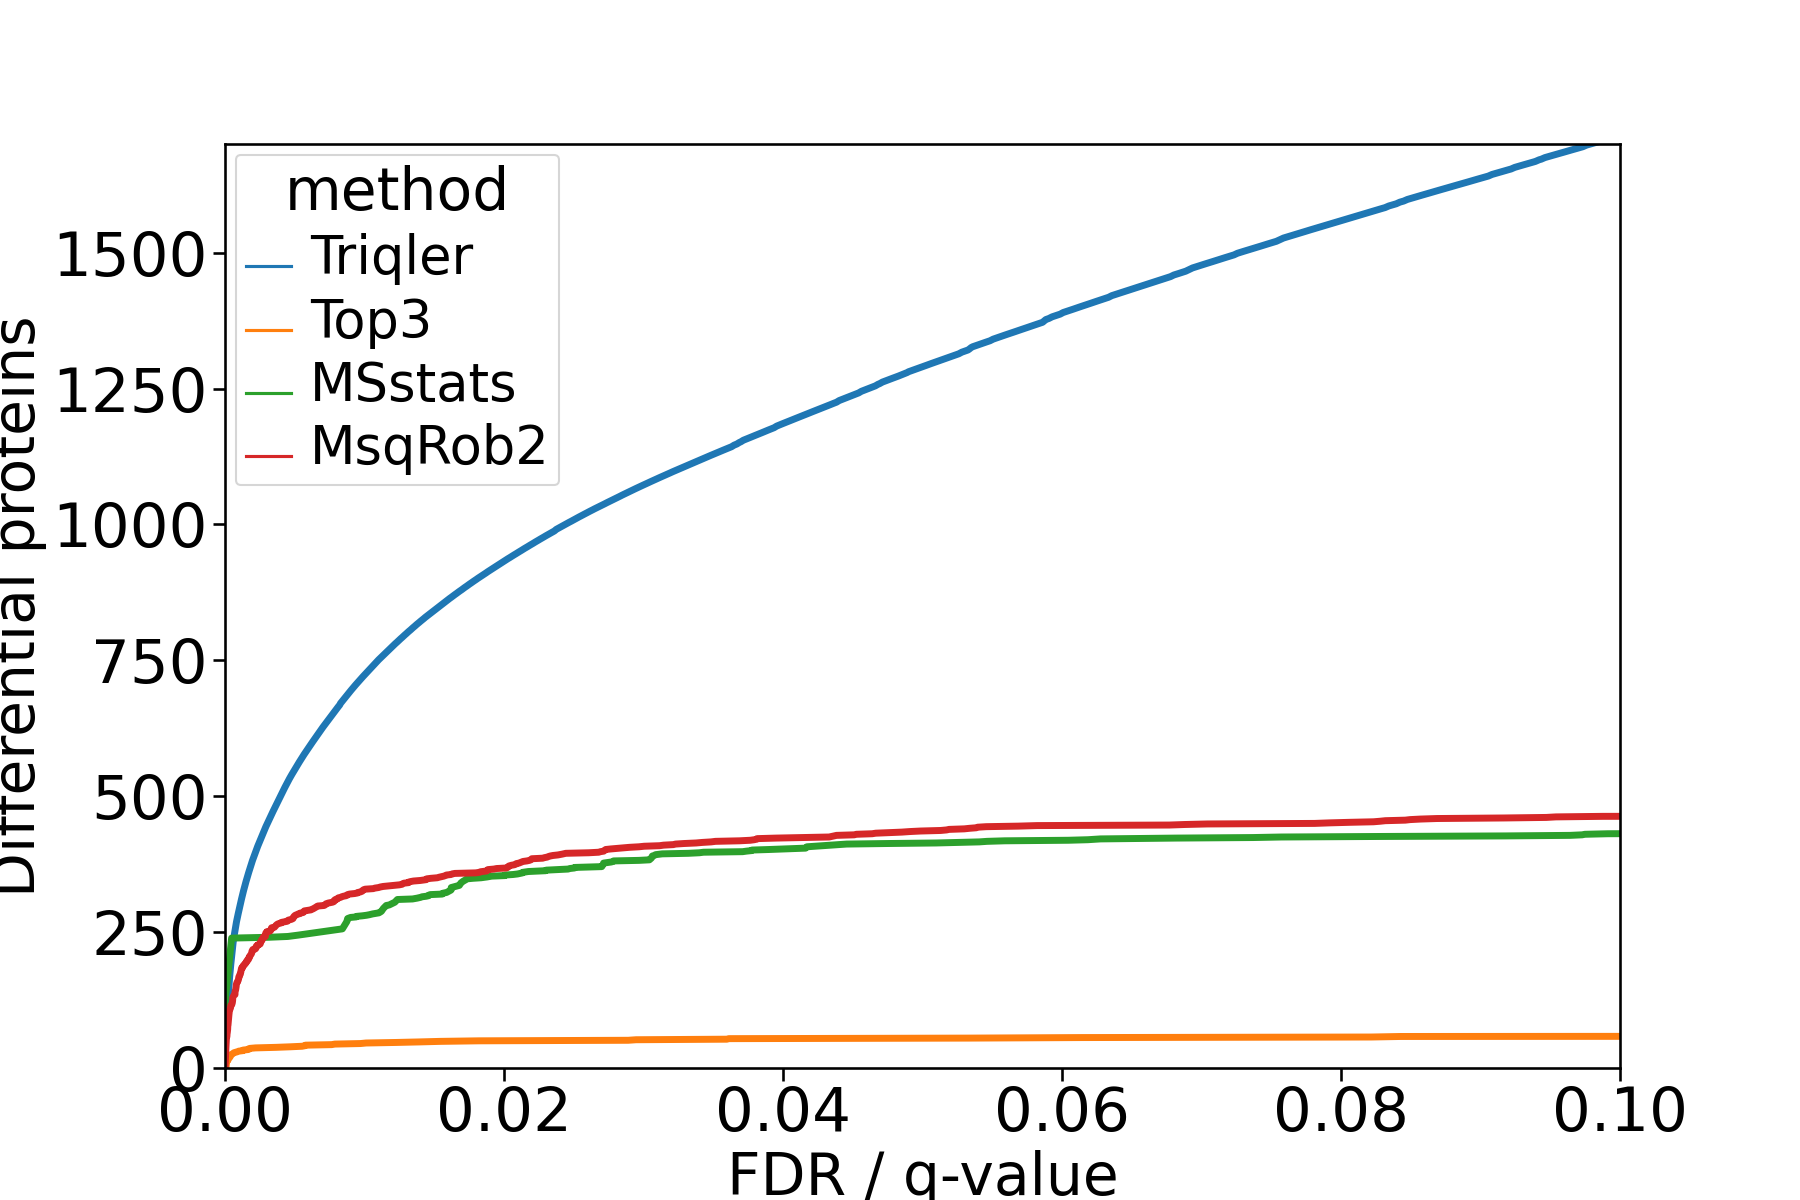 method
Triqler
Top3
MSstats
MsqRob2
Differential proteins
1500
1250
1000
750
500
250
0
0.00 0.02 0.04 0.06 0.08 0.10
FDR / q-value